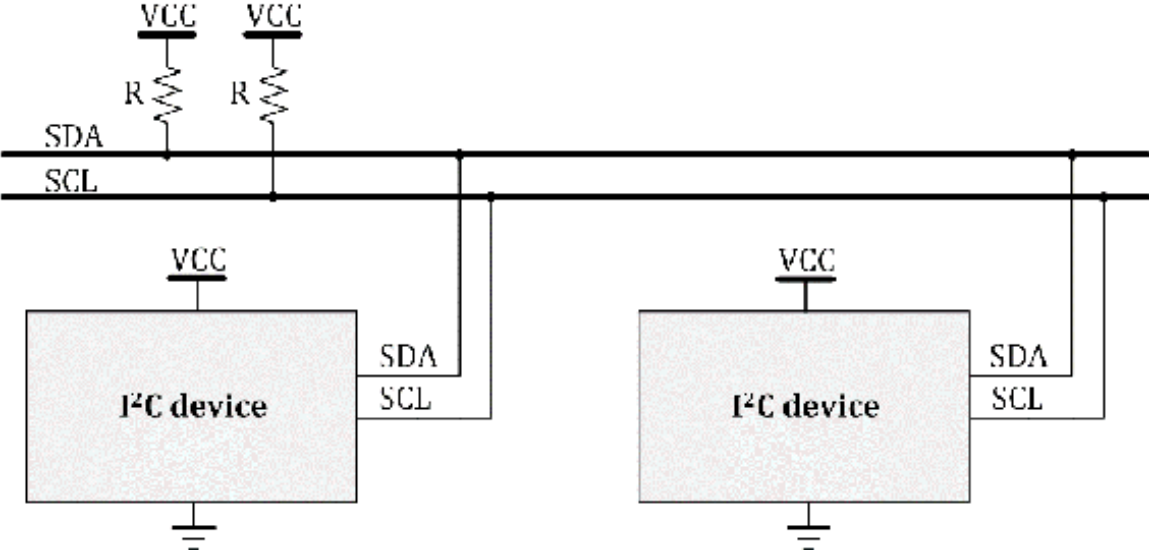 VCC VCC
R R
SDA
SCL
VCC VCC
SDA SDA
I²C device I²C device
SCL SCL